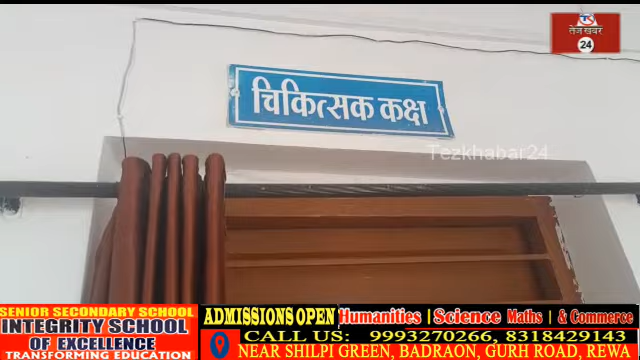 तेज खबर
24
चिकित्सक कक्ष
Tezkhabar24
SENIOR SECONDARY SCHOOL
INTEGRITY SCHOOL
OF EXCELLENCE
TRANSFORMING EDUCATION
ADMISSIONS OPEN Humanities | Science Maths | & Commerce
CALL US: 9993270266, 8318429143
NEAR SHILPI GREEN, BADRAON, GURH ROAD, REWA